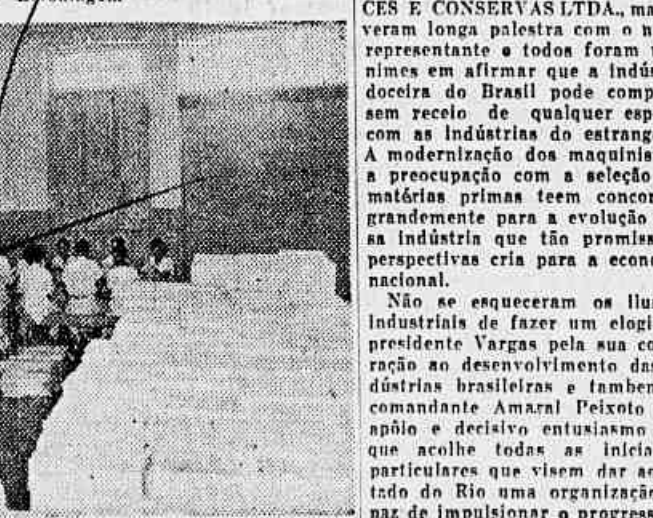 CES E CONSERVAS LTDA., ma
veram longa palestra com o n
representante e todos foram
nimes em afirmar que a indús
doceira do Brasil pode comp
sem receio de qualquer esp
com as indústrias do estrang
A modernização dos maquinis
a preocupação com a seleção
matérias primas teem concor
grandemente para a evolução
sa indústria que tão promiss
perspectivas cria para a econo
nacional.
Não se esqueceram os ilus
industriais de fazer um elogi
presidente Vargas pela sua co
ração ao desenvolvimento das
dústrias brasileiras e tambem
comandante Amaral Peixoto
apôio e decisivo entusiasmo
que acolhe todas as inicia
particulares que visem dar ao
tado do Rio uma organização
paz de impulsionar o progress